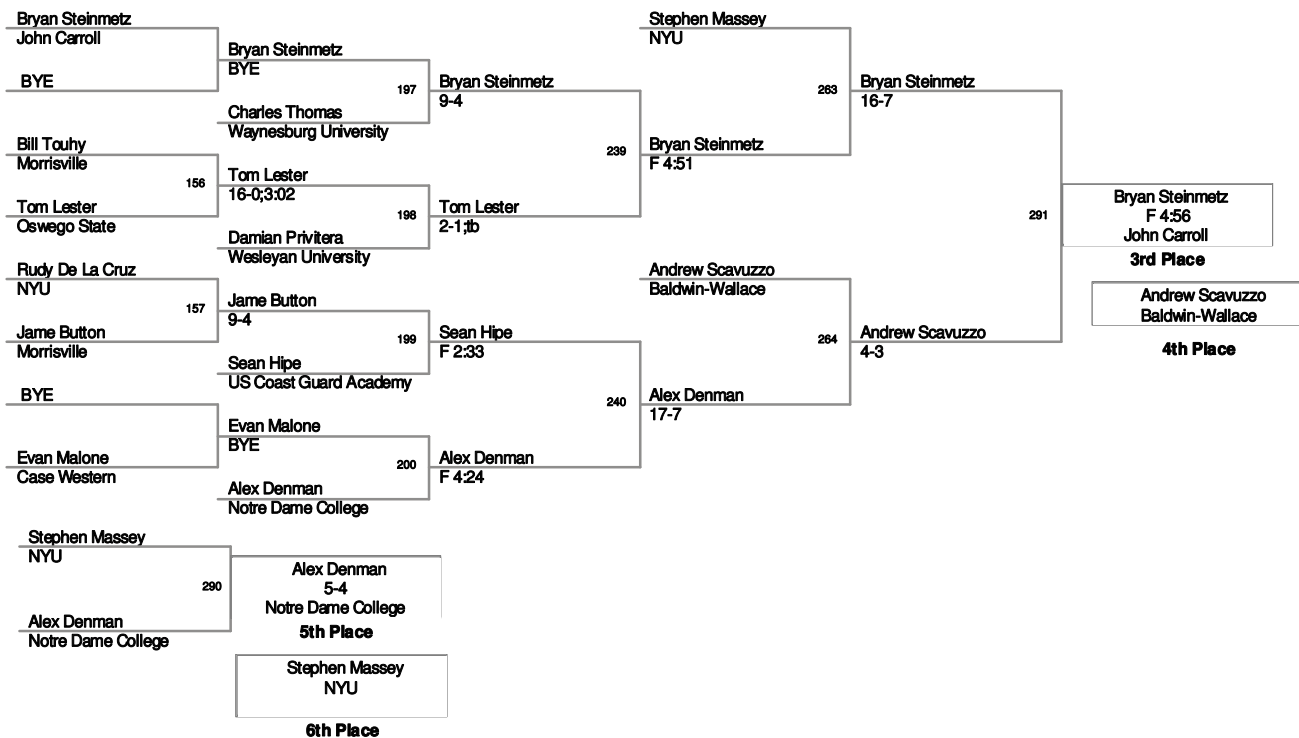 Bryan Steinmetz
John Carroll
BYE
Bill Touhy
Morrisville
156
Tom Lester
Oswego State
Rudy De La Cruz
NYU
157
Jame Button
Morrisville
BYE
Evan Malone
Case Western
Bryan Steinmetz
BYE
197
Charles Thomas
Waynesburg University
Tom Lester
16-0;3:02
198
Damian Privitera
Wesleyan University
Jame Button
9-4
199
Sean Hipe
US Coast Guard Academy
Evan Malone
BYE
200
Alex Denman
Notre Dame College
Bryan Steinmetz
9-4
239
Tom Lester
2-1;tb
Sean Hipe
F 2:33
240
Alex Denman
F 4:24
Stephen Massey
NYU
263
Bryan Steinmetz
F 4:51
Andrew Scavuzzo
Baldwin-Wallace
264
Alex Denman
17-7
Bryan Steinmetz
16-7
291
Andrew Scavuzzo
4-3
Bryan Steinmetz
F 4:56
John Carroll
3rd Place
Andrew Scavuzzo
Baldwin-Wallace
4th Place
Stephen Massey
NYU
290
Alex Denman
Notre Dame College
Alex Denman
5-4
Notre Dame College
5th Place
Stephen Massey
NYU
6th Place